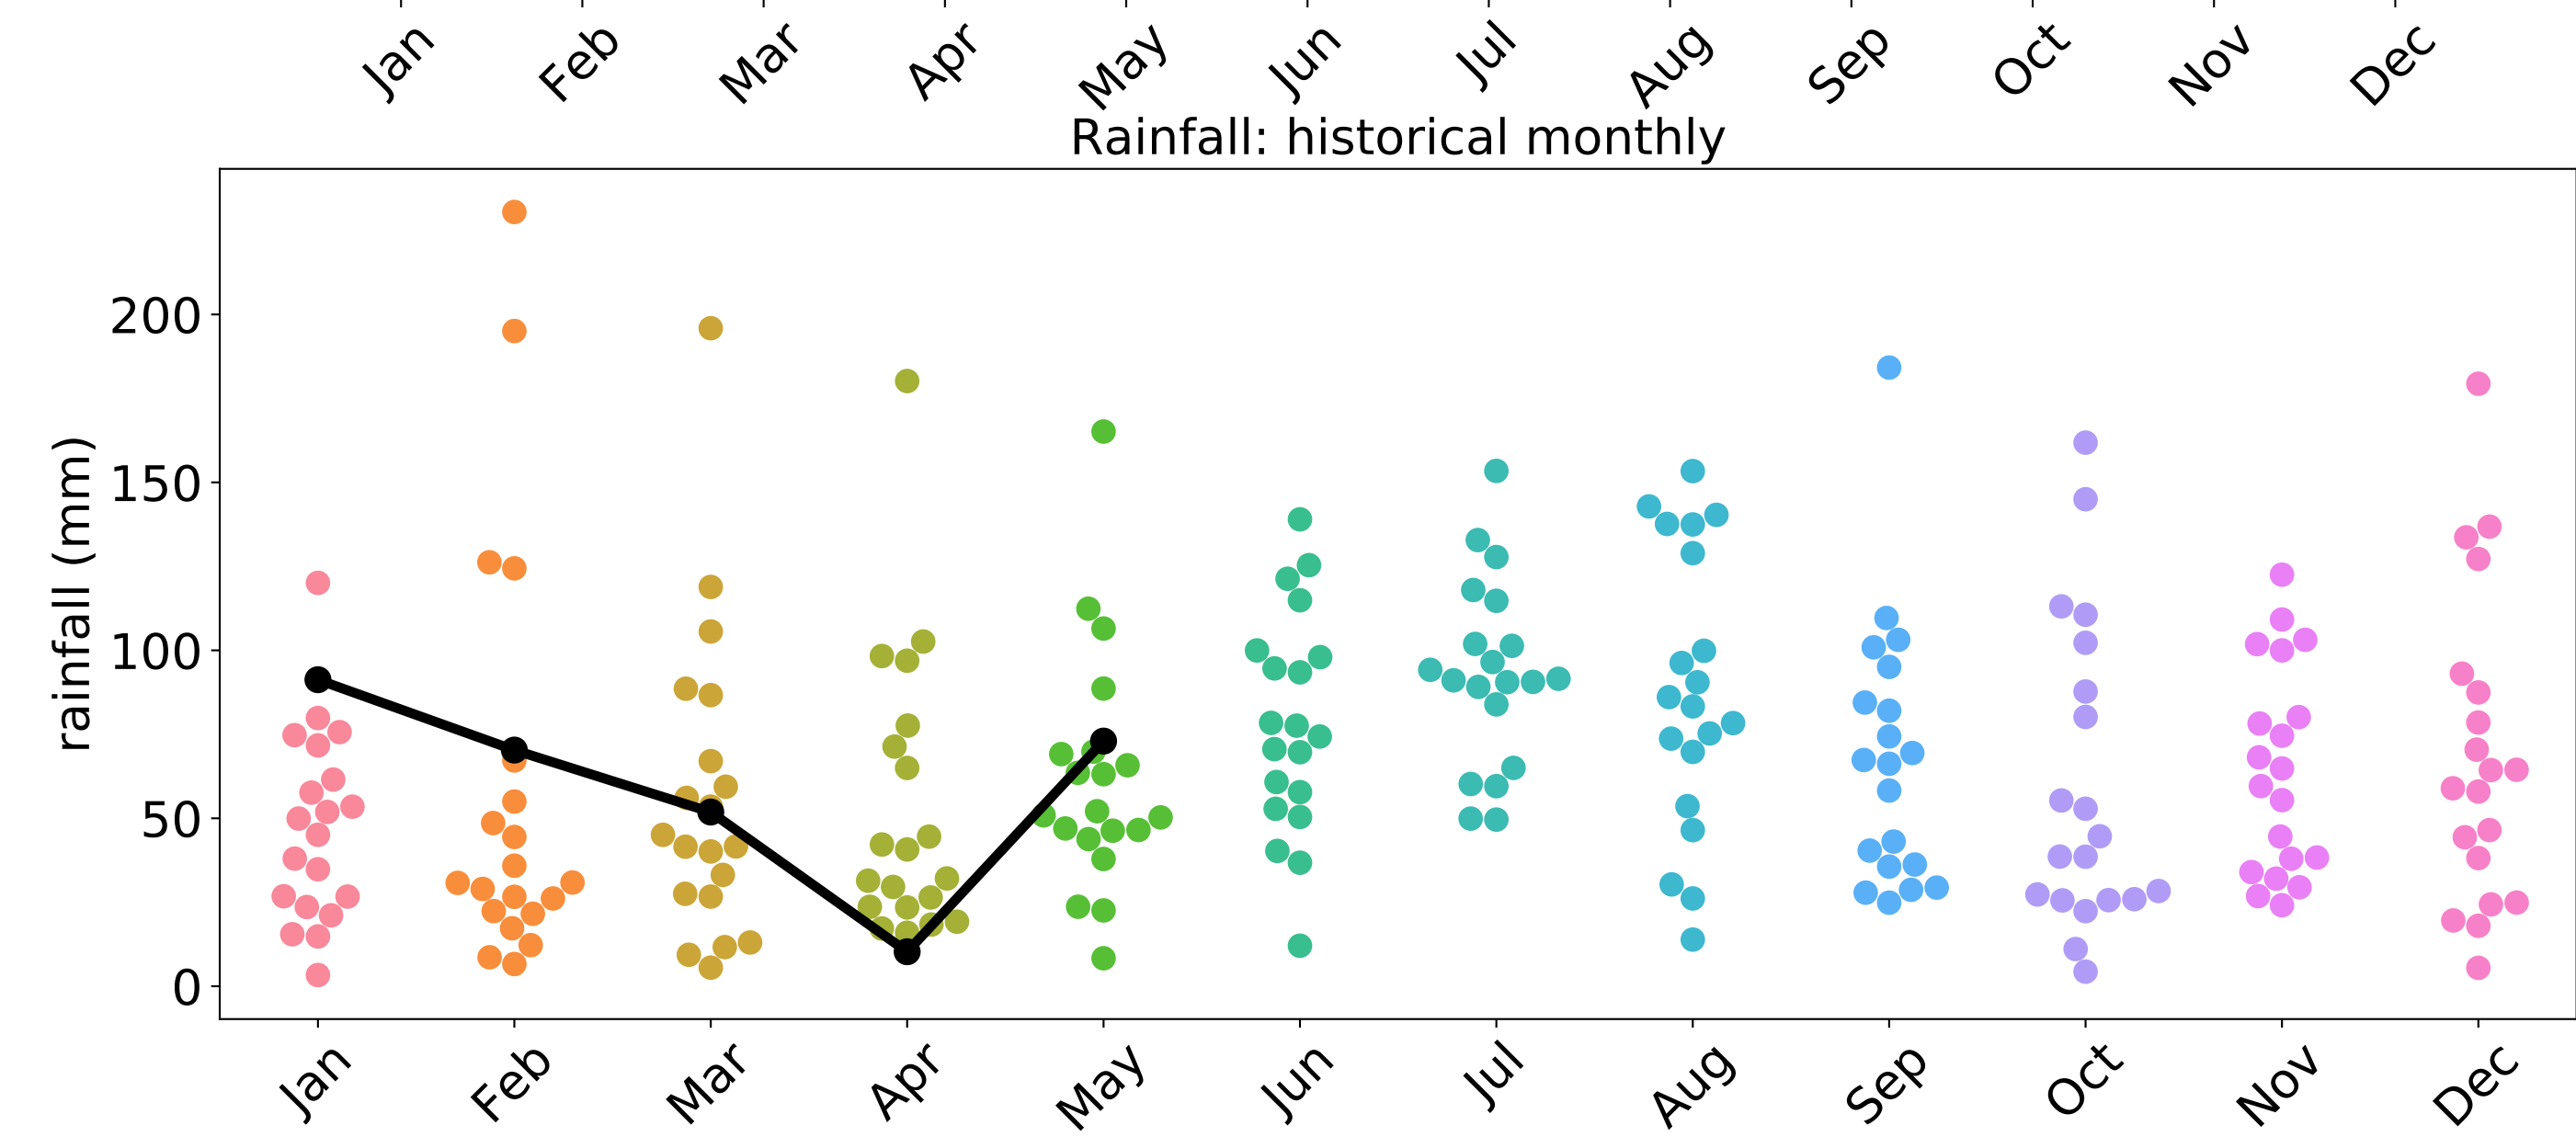 Jan Feb Mar Apr May Jun Jul Aug Sep Oct Nov Dec
Rainfall: historical monthly
rainfall (mm)
200
150
100
50
0
Jan Feb Mar Apr May Jun Jul Aug Sep Oct Nov Dec